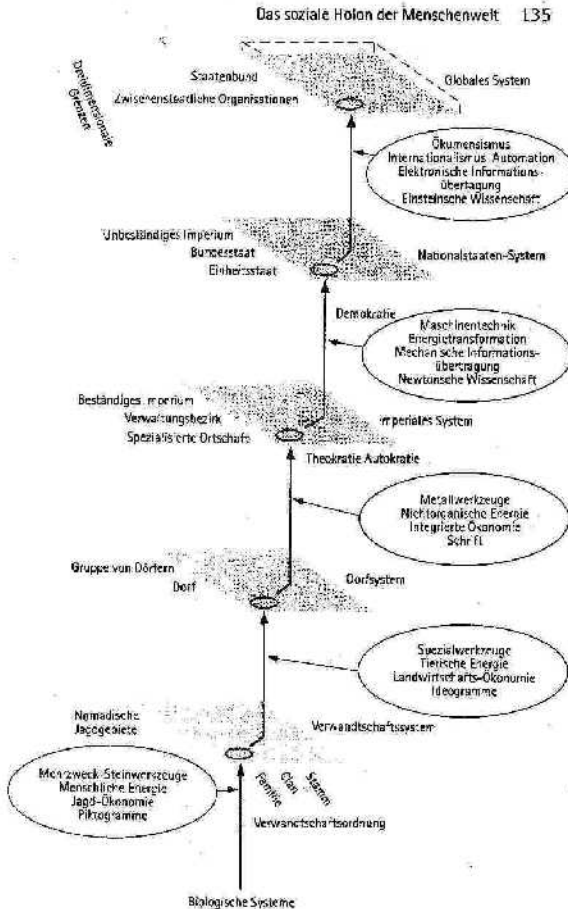 Das soziale Holon der Menschenwelt 135
Dreidimensionale
Grenzen
Staatenbund
Zwischenstaatliche Organisationen
Globales System
Ökumenismus
Internationalismus Automation
Elektronische Informations-
übertagung
Einsteinsche Wissenschaft
Unbeständiges Imperium
Bundesstaat
Einheitsstaat
Nationalstaaten-System
Demokratie
Maschinentechnik
Energietransformation
Mechanische Informations-
übertragung
Newtonsche Wissenschaft
Beständiges Imperium
Verwaltungsbezirk
Spezialisierte Ortschaft
Imperiales System
Theokratie Autokratie
Metallwerkzeuge
Nichtorganische Energie
Integrierte Ökonomie
Schrift
Gruppe von Dörfern
Dorf
Dorfsystem
Spezialwerkzeuge
Tierische Energie
Landwirtschafts-Ökonomie
Ideogramme
Nomadische
Jagdgebiete
Verwandtschaftssystem
Familie
Clan
Stamm
Mehrzweck-Steinwerkzeuge
Menschliche Energie
Jagd-Ökonomie
Piktogramme
Verwandtschaftsordnung
Biologische Systeme